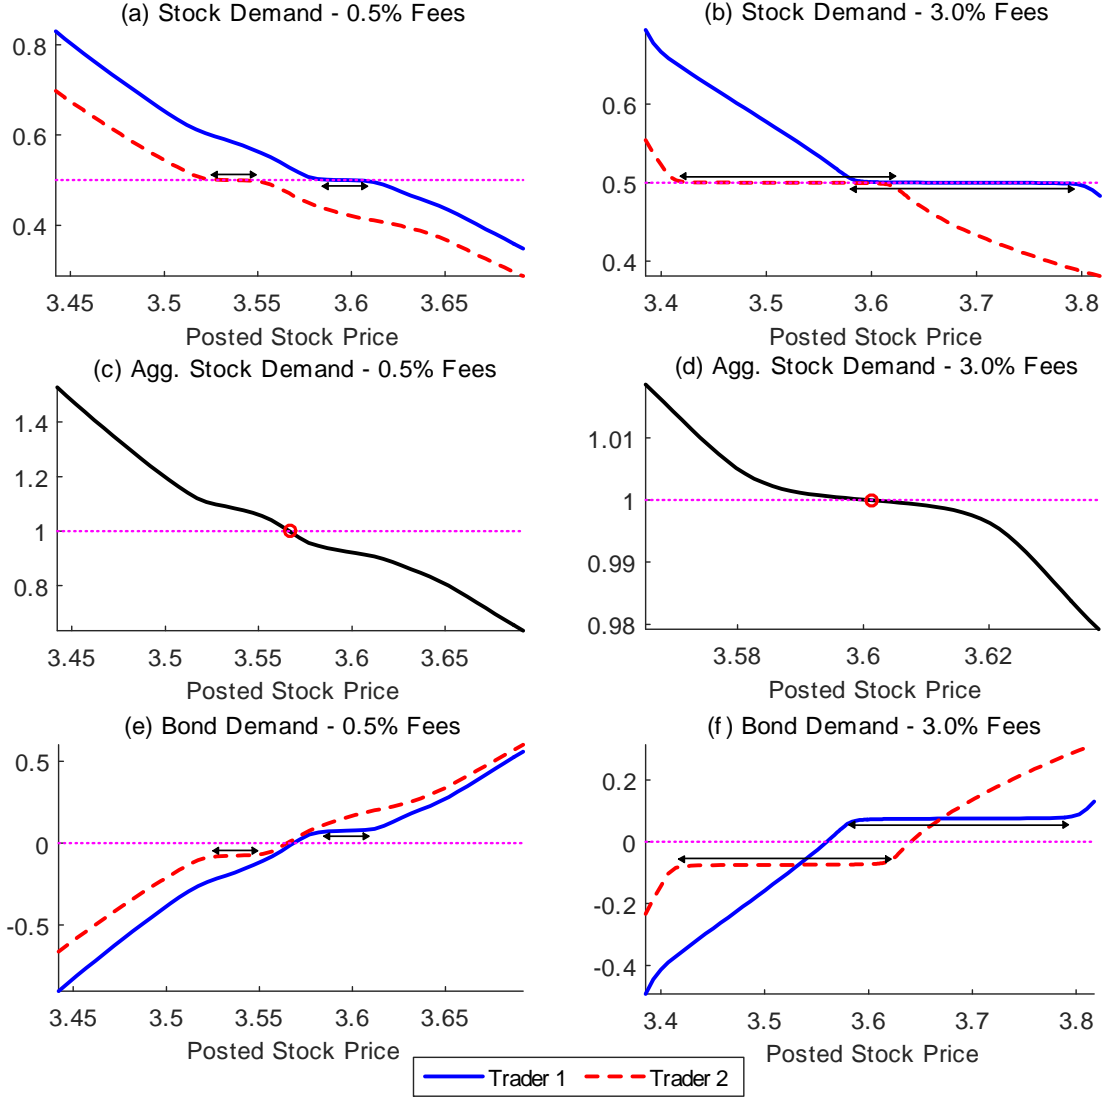 (a) Stock Demand - 0.5% Fees
(b) Stock Demand - 3.0% Fees
0.8
0.6
0.4
3.45 3.5 3.55 3.6 3.65
Posted Stock Price
0.6
0.5
0.4
3.4 3.5 3.6 3.7 3.8
Posted Stock Price
(c) Agg. Stock Demand - 0.5% Fees
(d) Agg. Stock Demand - 3.0% Fees
1.4
1.2
1
0.8
3.45 3.5 3.55 3.6 3.65
Posted Stock Price
1.01
1
0.99
0.98
3.58 3.6 3.62
Posted Stock Price
(e) Bond Demand - 0.5% Fees
(f) Bond Demand - 3.0% Fees
0.5
0
-0.5
3.45 3.5 3.55 3.6 3.65
Posted Stock Price
0.2
0
-0.2
-0.4
3.4 3.5 3.6 3.7 3.8
Posted Stock Price
Trader 1 Trader 2